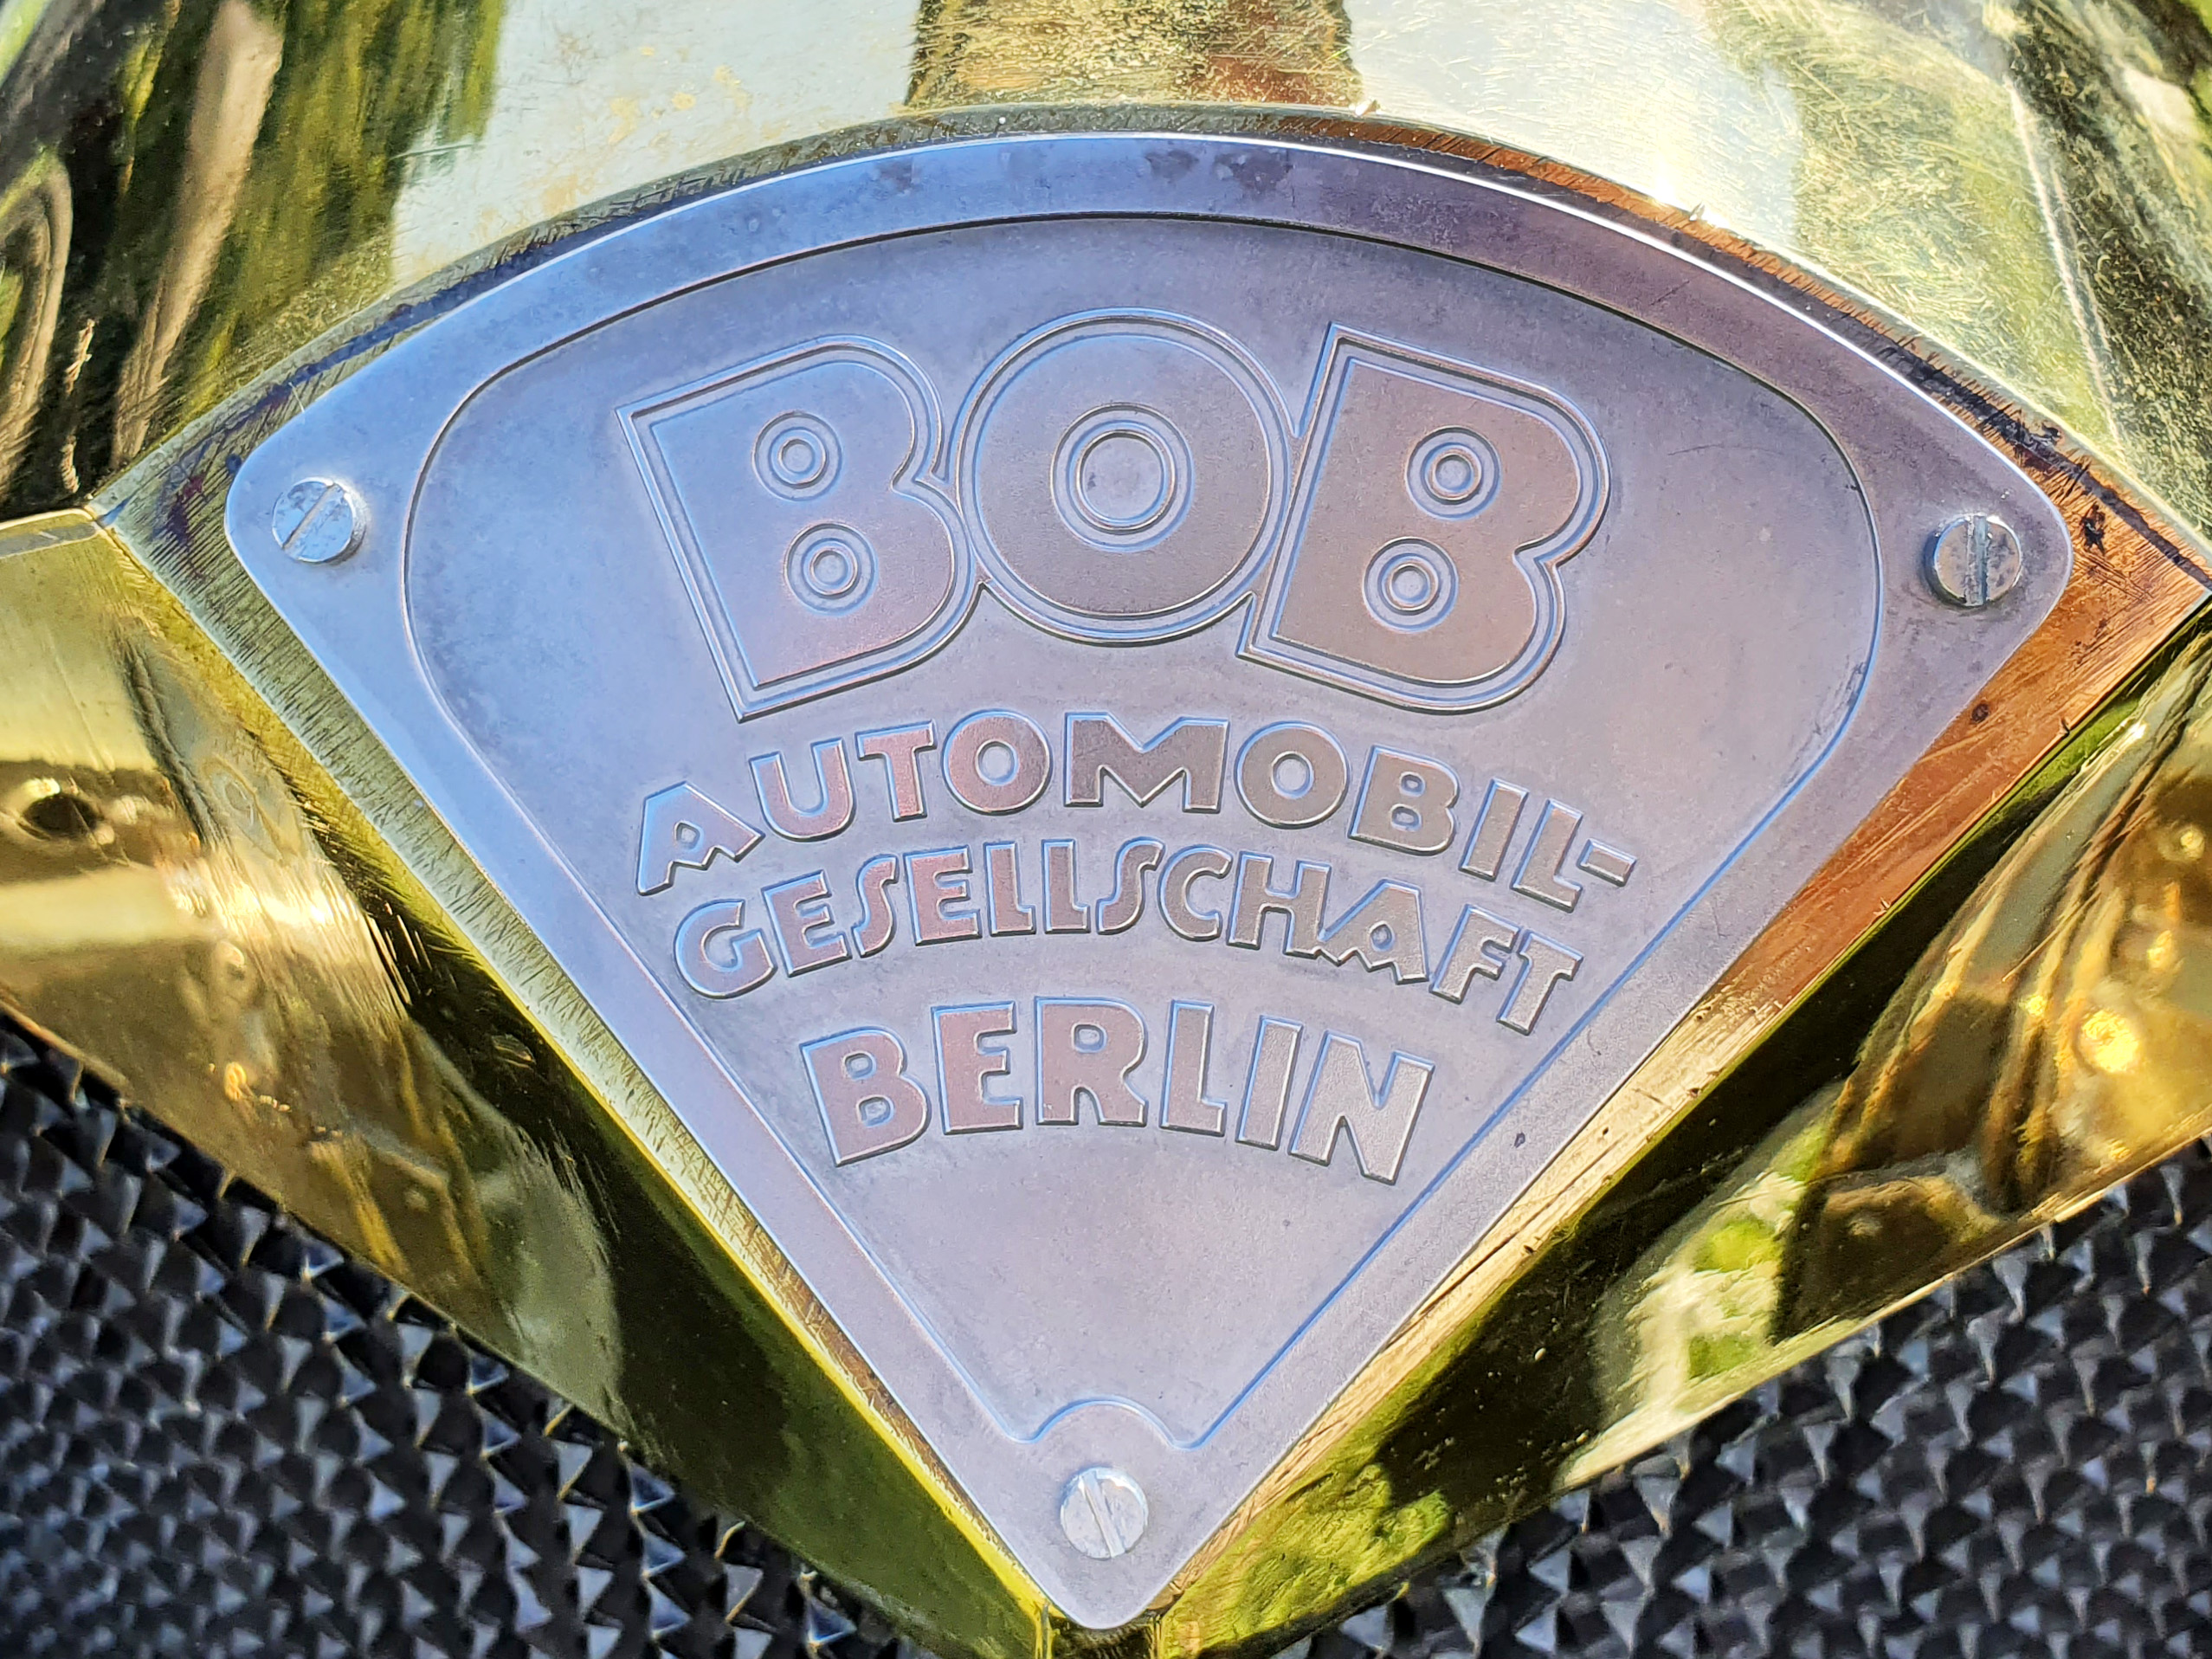 BOB
AUTOMOBIL-
GESELLSCHAFT
BERLIN